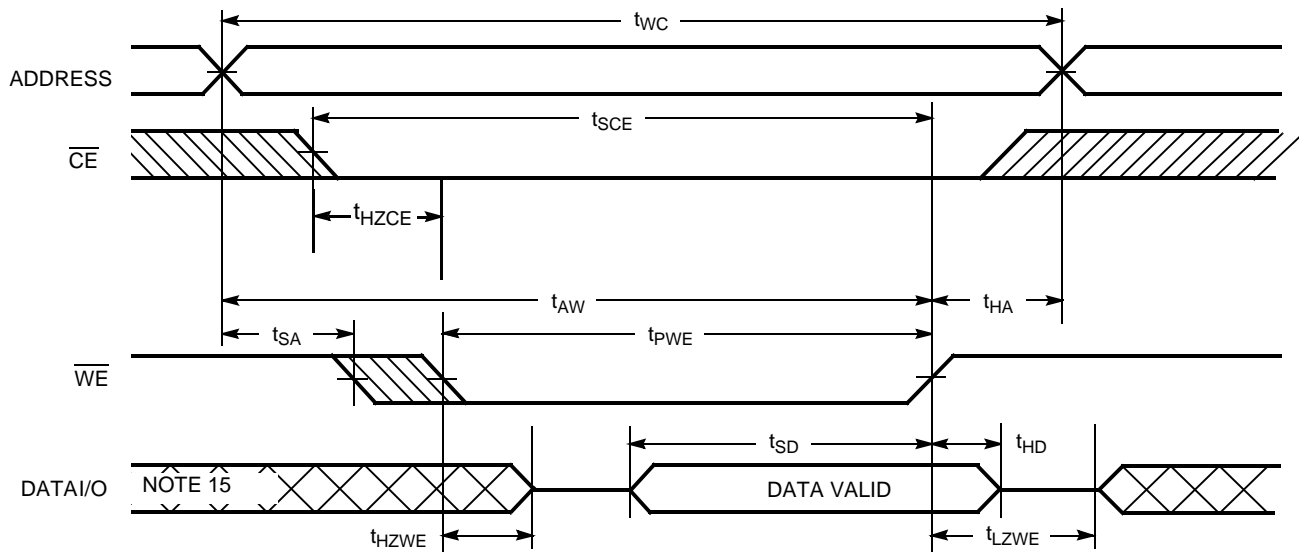 tWC
ADDRESS
tSCE
CE
tHZCE
tAW
tHA
tSA
tPWE
WE
tSD
tHD
DATAI/O
NOTE 15
DATA VALID
tHZWE
tLZWE